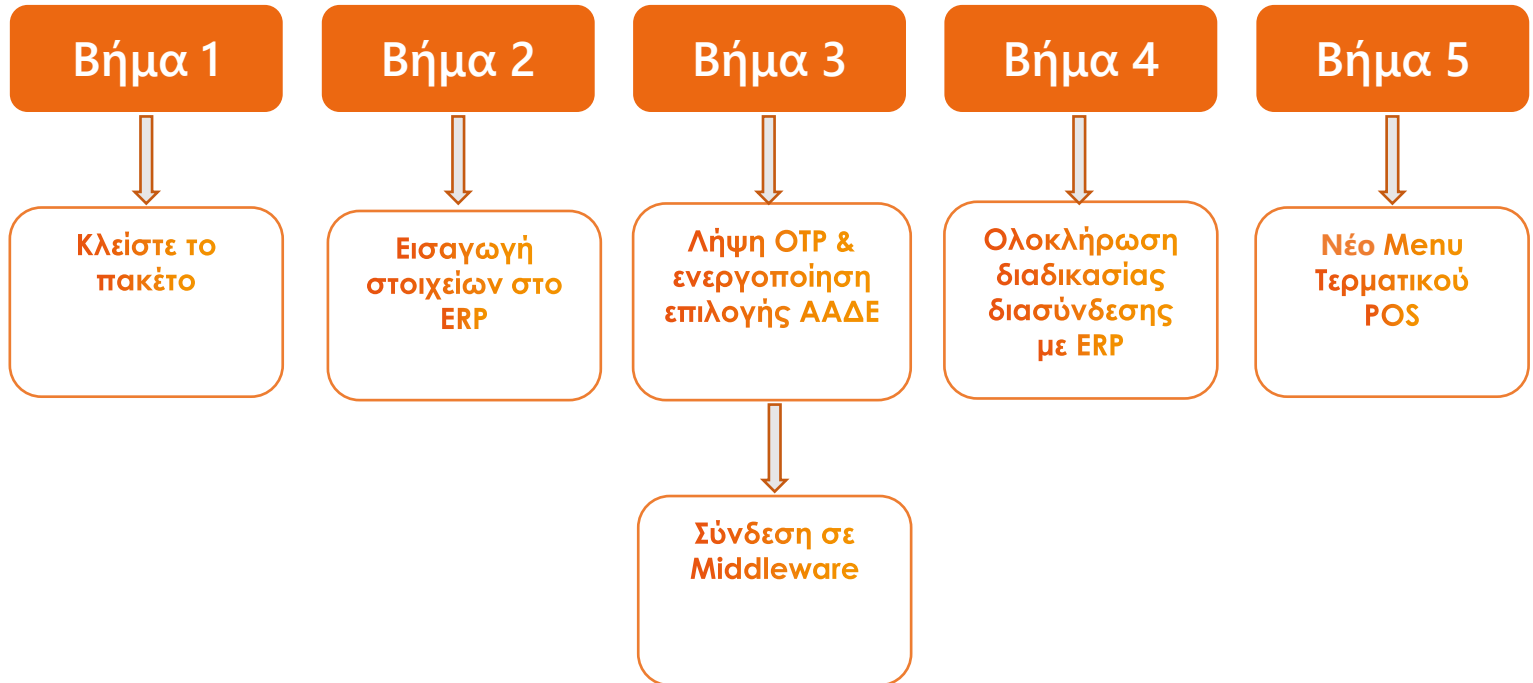 Βήμα 1
Βήμα 2
Βήμα 3
Βήμα 4
Βήμα 5
Κλείστε το
πακέτο
Εισαγωγή
στοιχείων στο
ERP
Λήψη OTP &
ενεργοποίηση
επιλογής ΑΑΔΕ
Ολοκλήρωση
διαδικασίας
διασύνδεσης
με ERP
Νέο Menu
Τερματικού
POS
Σύνδεση σε
Middleware